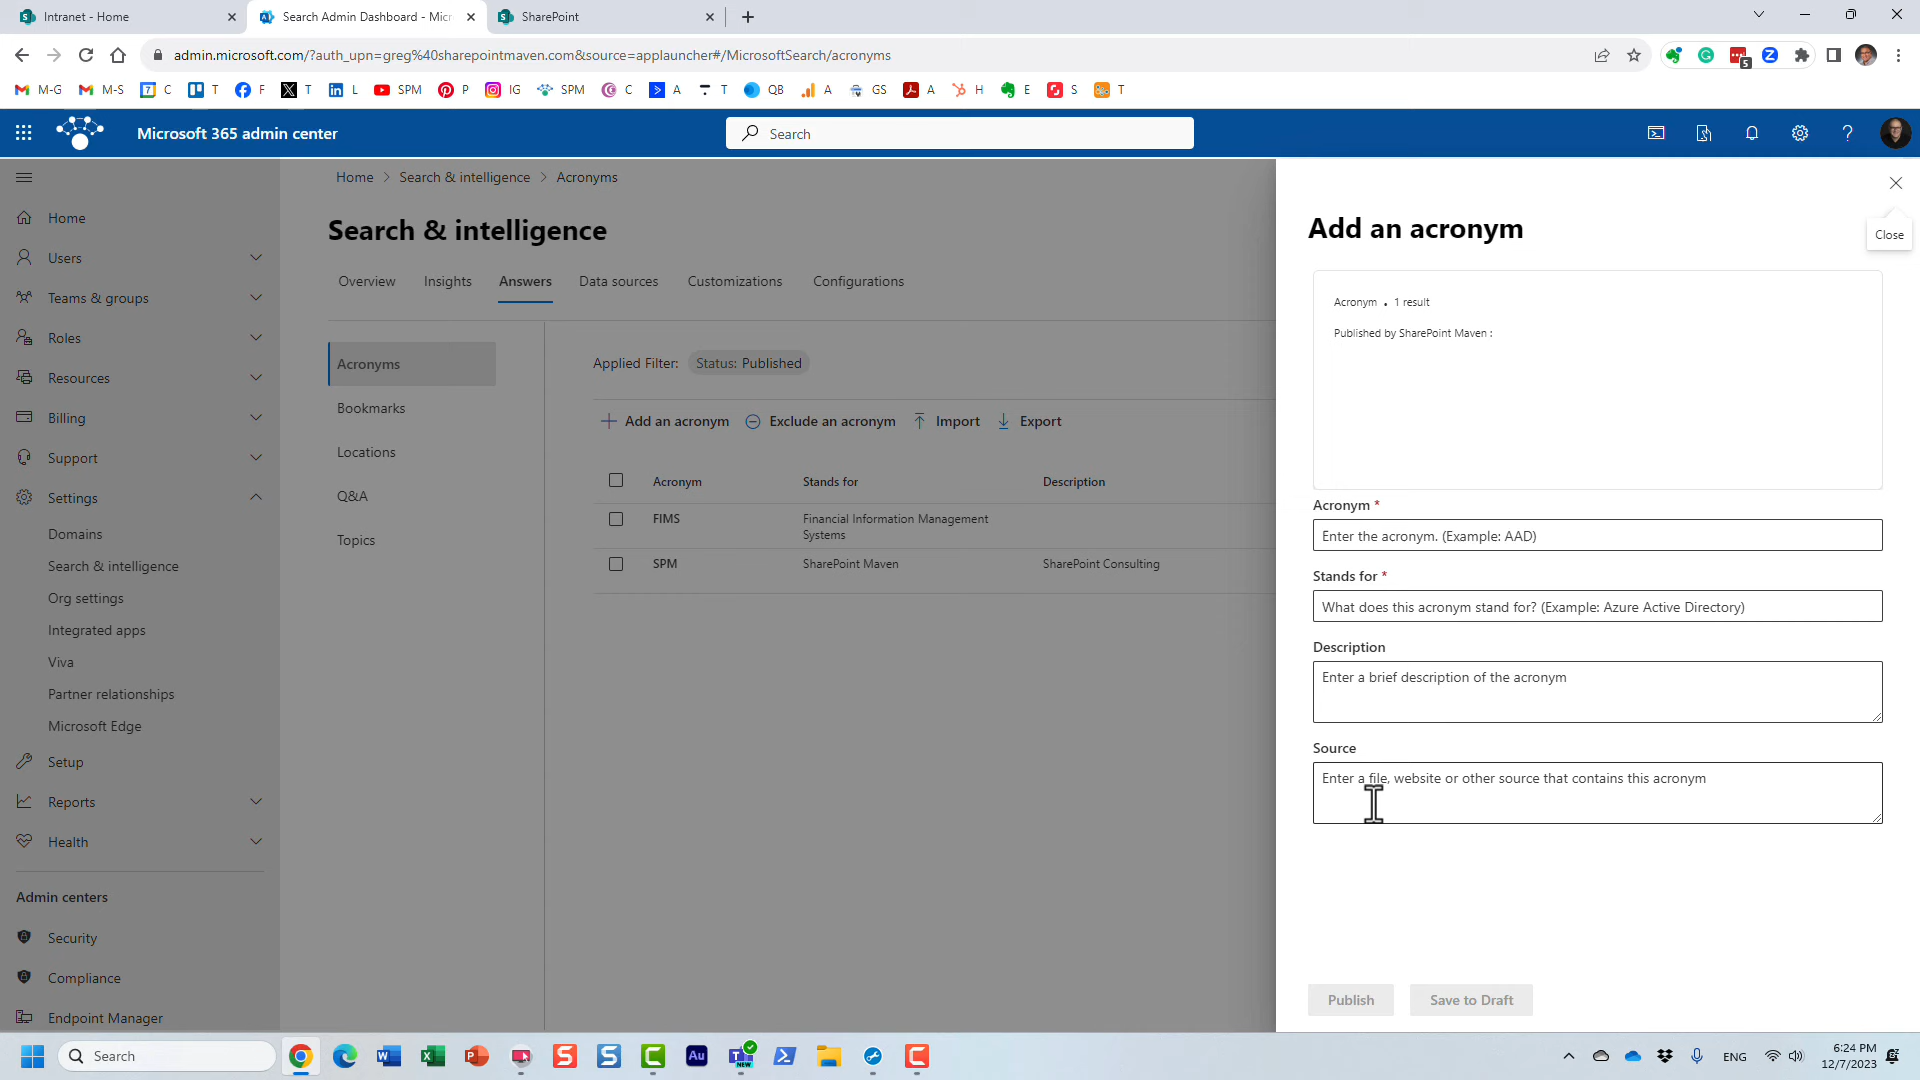 Intranet - Home
Search Admin Dashboard - Micr
SharePoint
admin.microsoft.com/?auth_upn=greg%40sharepointmaven.com&source=applauncher#/MicrosoftSearch/acronyms
5
M-G M-S C T F T L SPM P IG SPM C A T QB A GS A H E S T
Microsoft 365 admin center
Search
Home > Search & intelligence > Acronyms
Home
Users
Teams & groups
Roles
Resources
Billing
Support
Settings
Domains
Search & intelligence
Org settings
Integrated apps
Viva
Partner relationships
Microsoft Edge
Setup
Reports
Health
Admin centers
Security
Compliance
Endpoint Manager
Search & intelligence
Overview Insights Answers Data sources Customizations Configurations
Acronyms
Bookmarks
Locations
Q&A
Topics
Applied Filter: Status: Published
Add an acronym Exclude an acronym Import Export
Acronym Stands for Description
FIMS Financial Information Management
Systems
SPM SharePoint Maven SharePoint Consulting
Add an acronym
Close
Acronym • 1 result
Published by SharePoint Maven :
Acronym *
Enter the acronym. (Example: AAD)
Stands for *
What does this acronym stand for? (Example: Azure Active Directory)
Description
Enter a brief description of the acronym
Source
Enter a file, website or other source that contains this acronym
Publish Save to Draft
Search
ENG
6:24 PM
12/7/2023